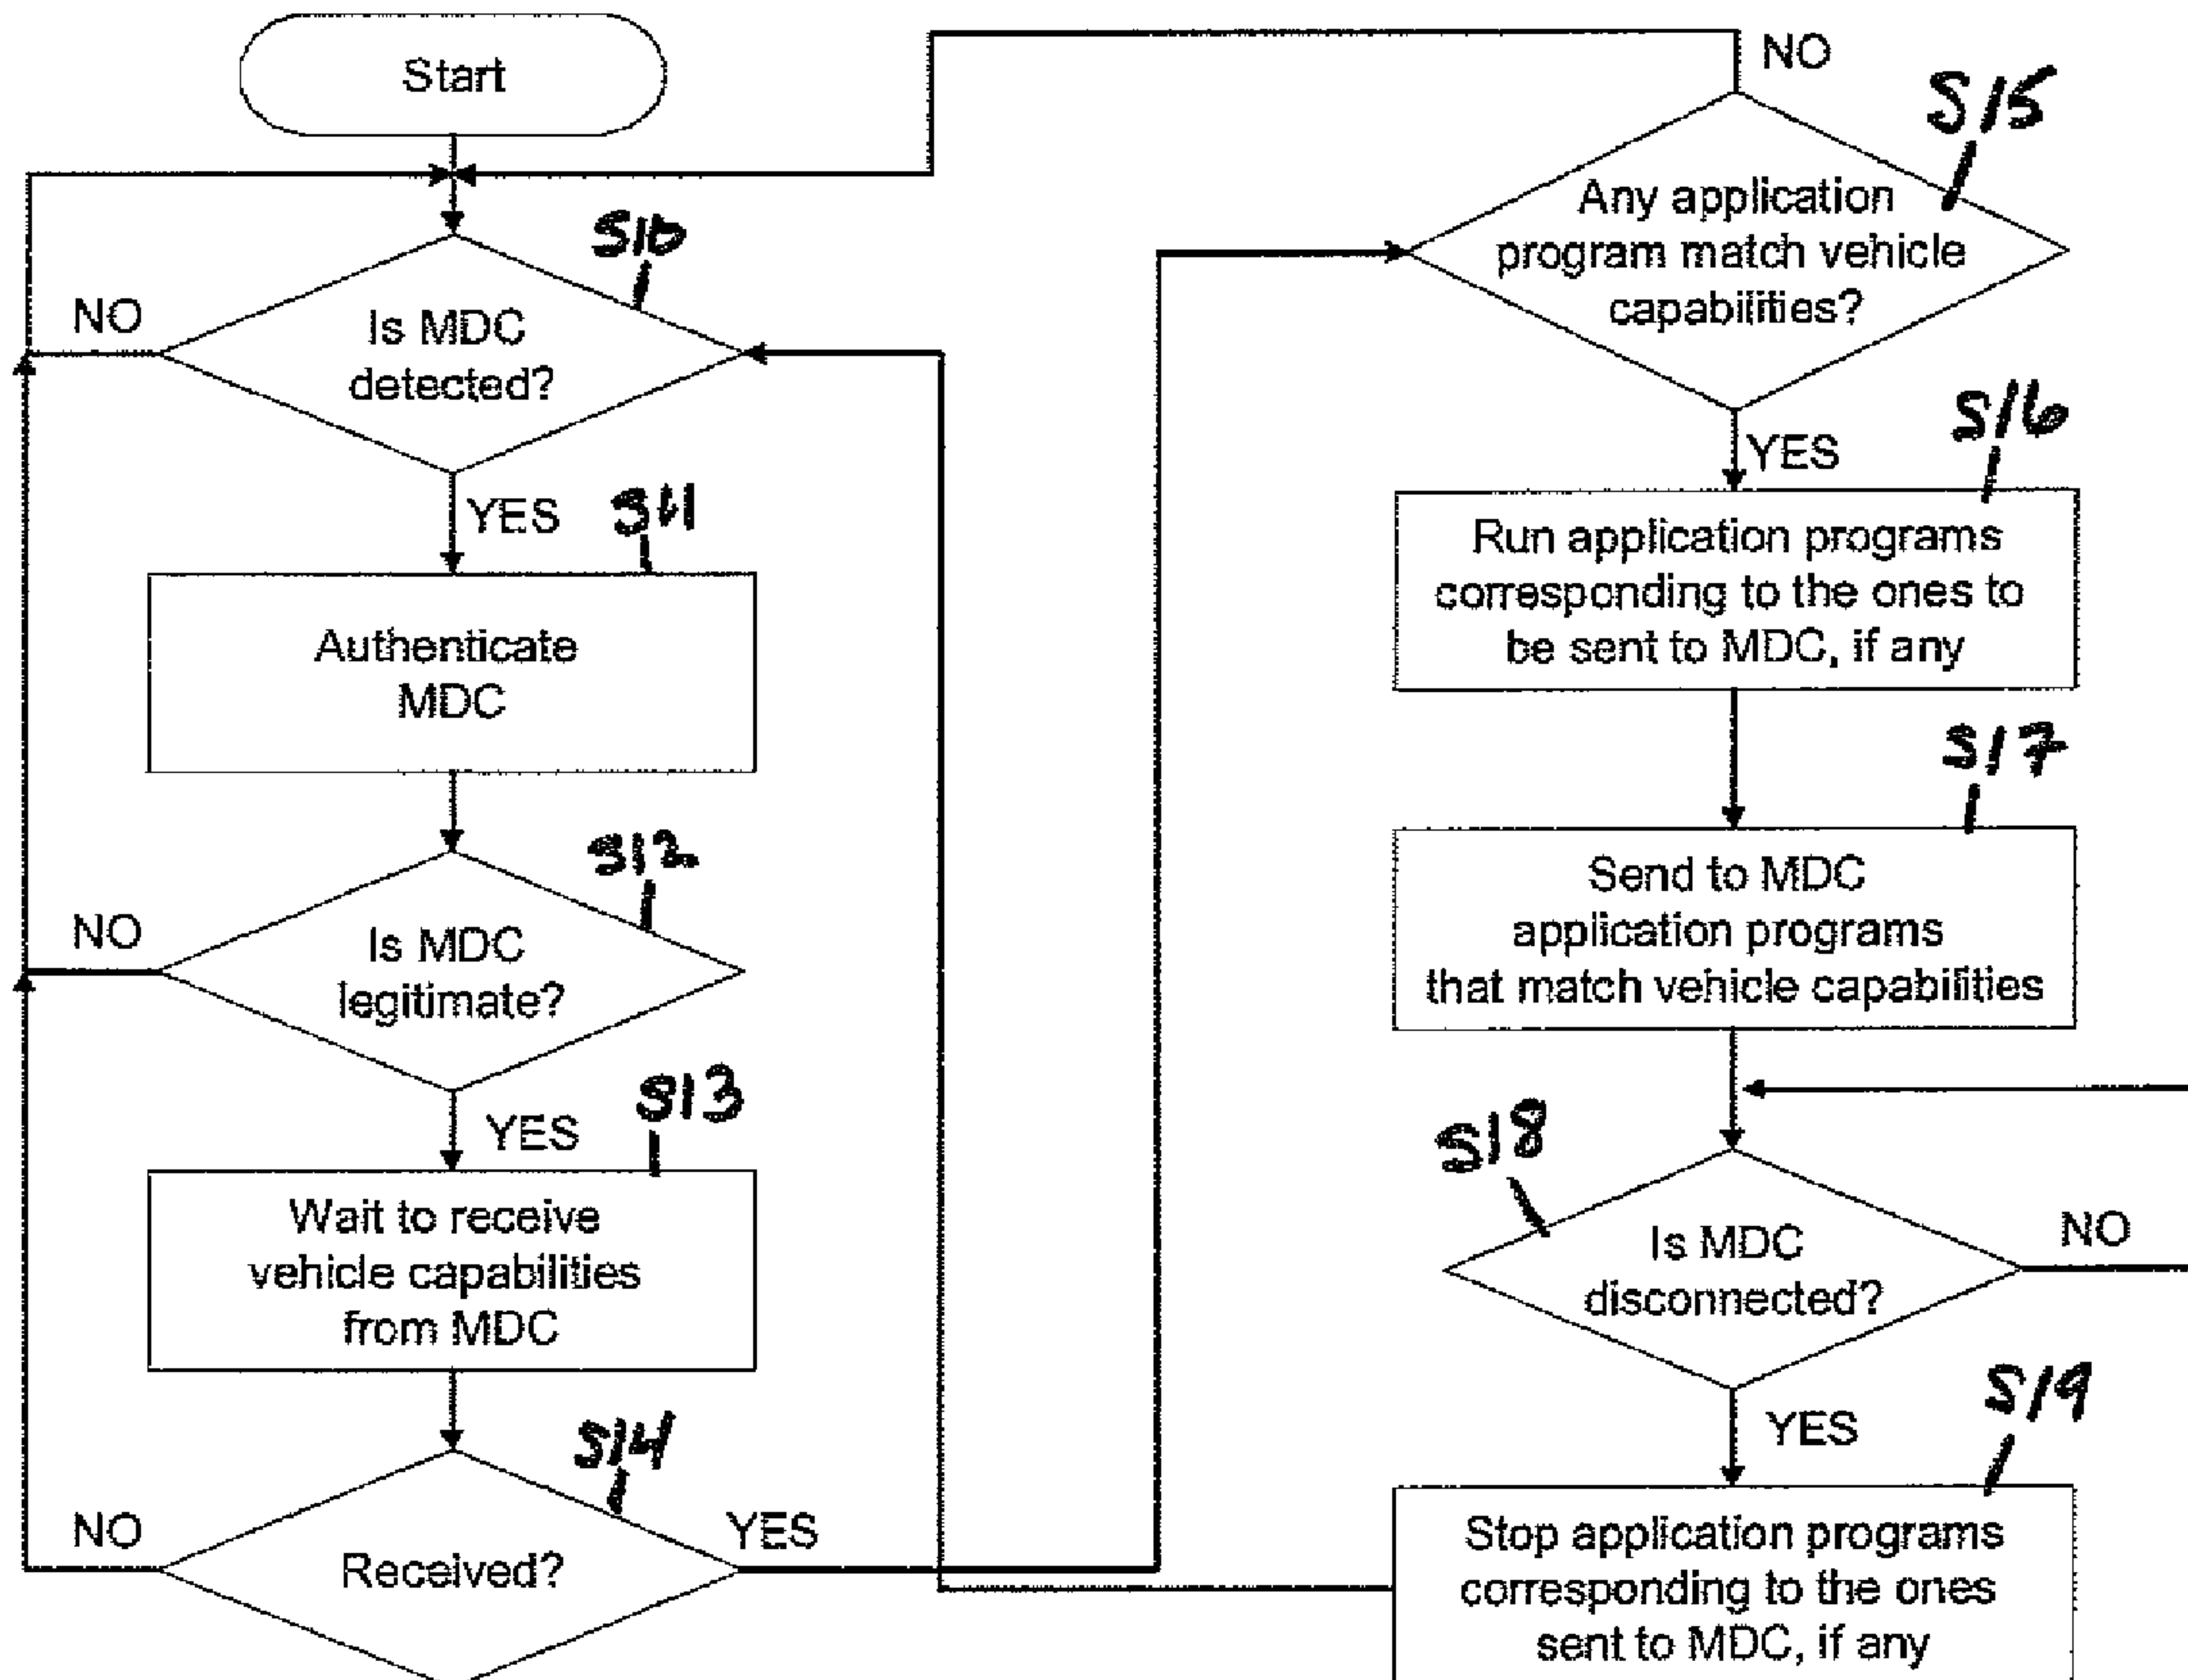 Start
S10
NO
Is MDC
detected?
YES
S11
Authenticate
MDC
S12
NO
Is MDC
legitimate?
YES
S13
Wait to receive
vehicle capabilities
from MDC
S14
NO
Received?
YES
NO
S15
Any application
program match vehicle
capabilities?
YES
S16
Run application programs
corresponding to the ones to
be sent to MDC, if any
S17
Send to MDC
application programs
that match vehicle capabilities
S18
Is MDC
disconnected?
NO
YES
S19
Stop application programs
corresponding to the ones
sent to MDC, if any